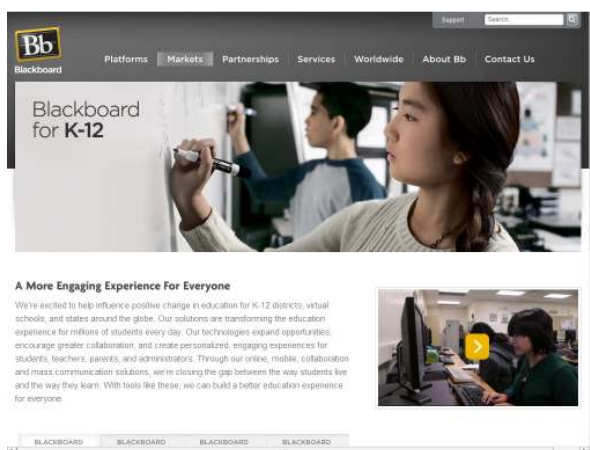 Support Search
Bb
Blackboard
Platforms Markets Partnerships Services Worldwide About Bb Contact Us
Blackboard
for K-12
A More Engaging Experience For Everyone
We're excited to help influence positive change in education for K-12 districts, virtual
schools, and states around the globe. Our solutions are transforming the education
experience for millions of students every day. Our technologies expand opportunities,
encourage greater collaboration, and create personalized, engaging experiences for
students, teachers, parents, and administrators. Through our online, mobile, collaboration
and mass communication solutions, we're closing the gap between the way students live
and the way they learn. With tools like these, we can build a better education experience
for everyone.
BLACKBOARD BLACKBOARD BLACKBOARD BLACKBOARD